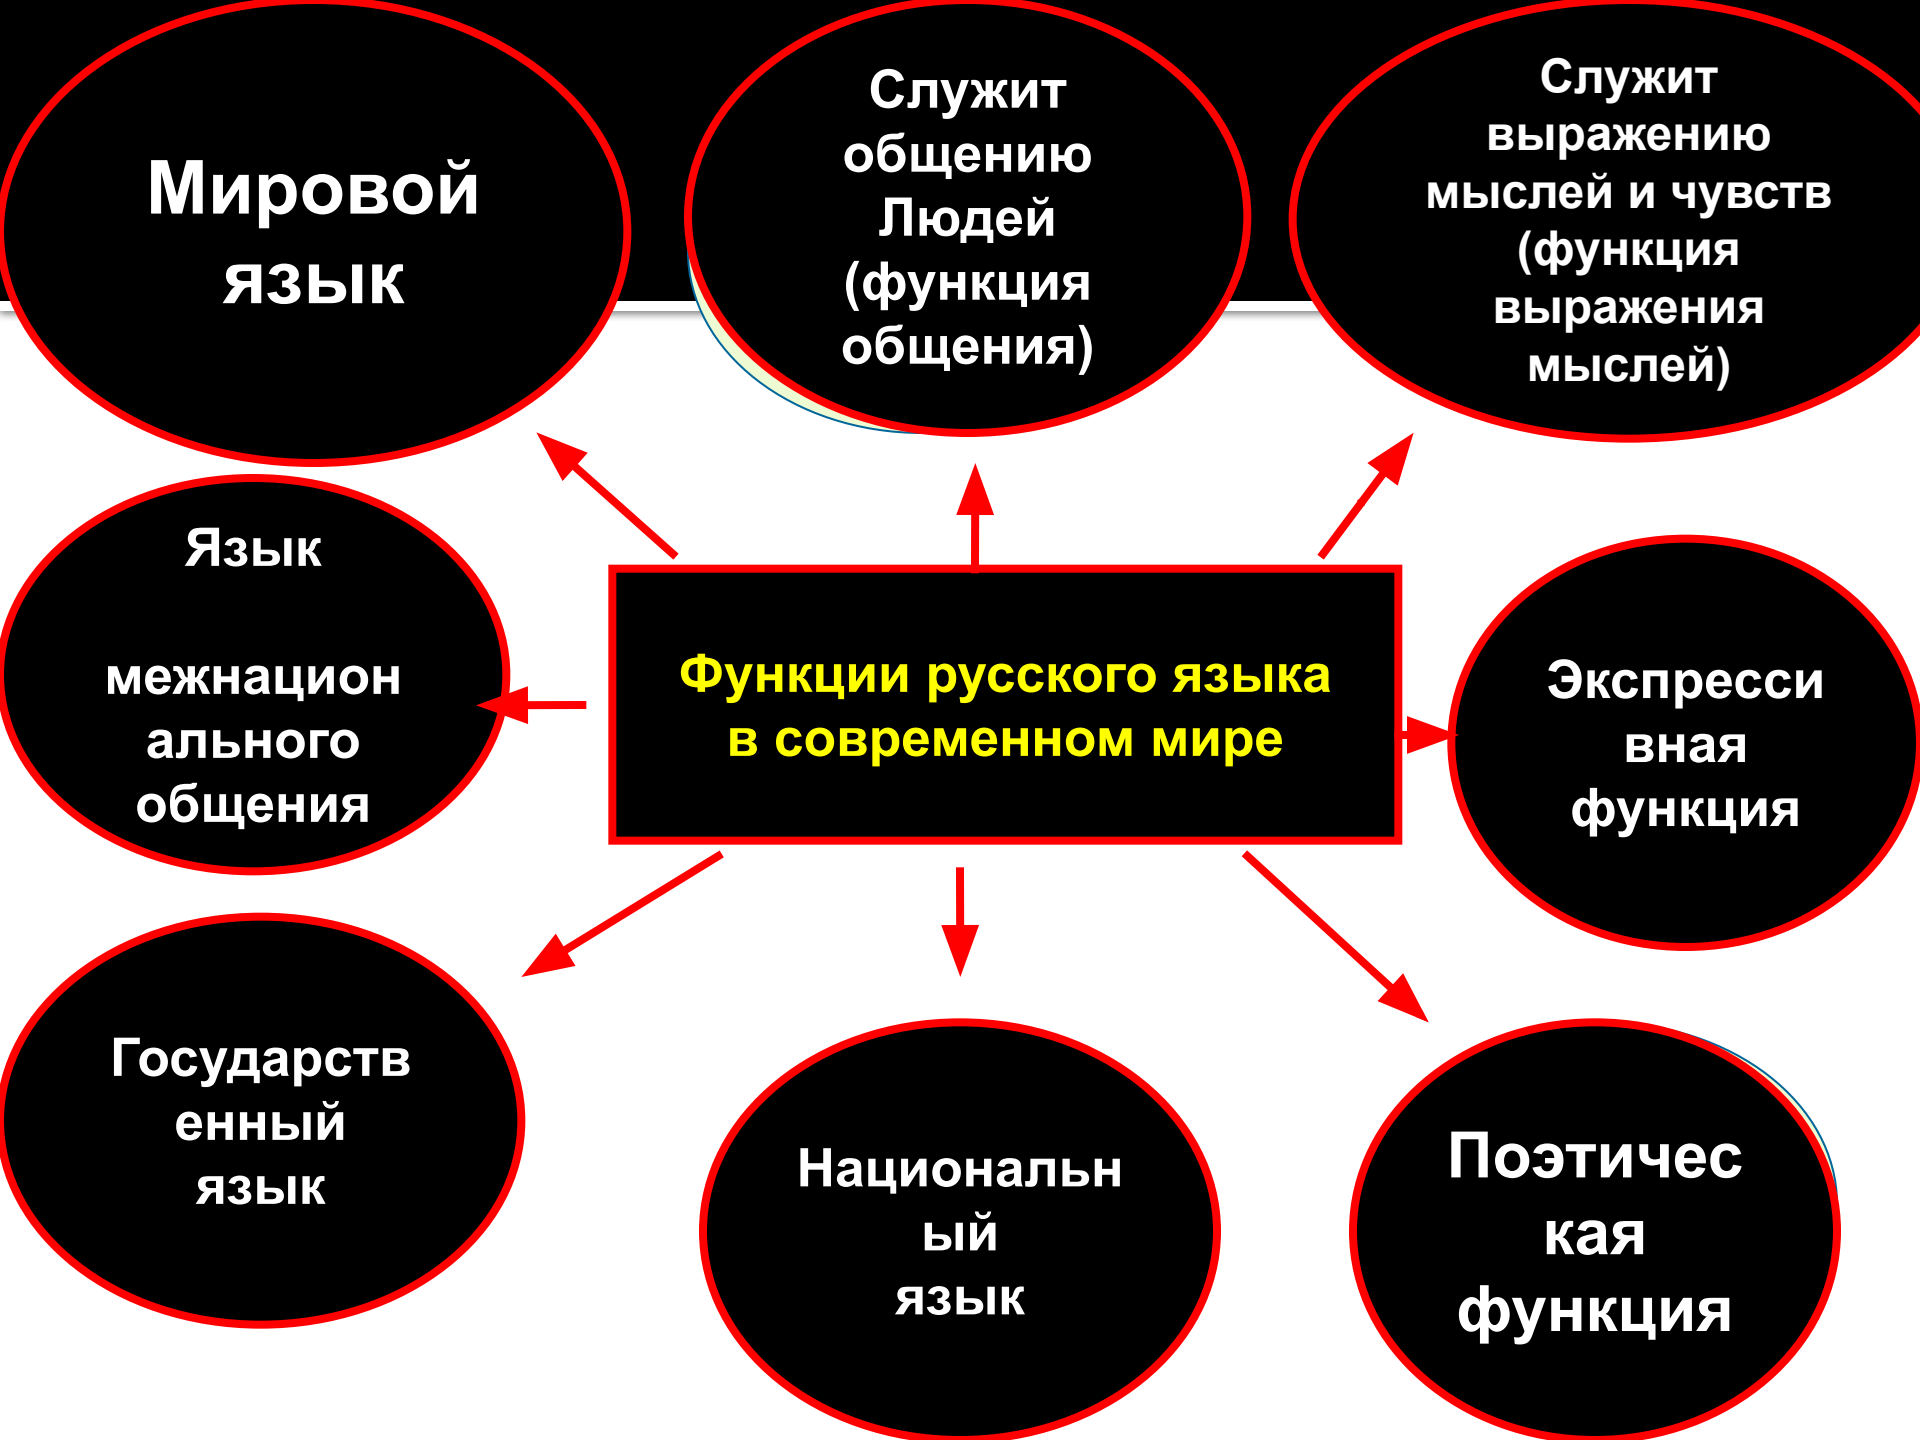 Мировой
язык
Служит
общению
Людей
(функция
общения)
Служит
выражению
мыслей и чувств
(функция
выражения
мыслей)
Язык
межнацион
ального
общения
Функции русского языка
в современном мире
Экспресси
вная
функция
Государств
енный
язык
Национальн
ый
язык
Поэтичес
кая
функция